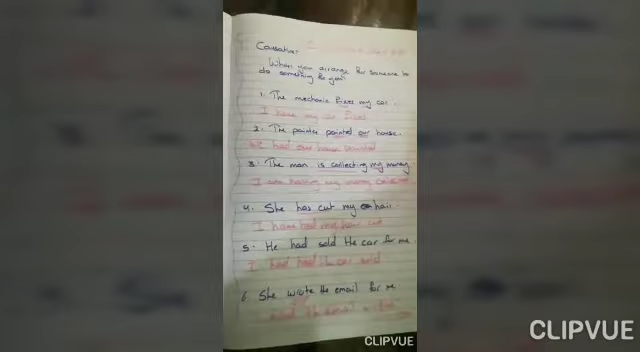 Causative:
When you arrange for someone to
do something for you
1. The mechanic fixes my car.
I have my car fixed
2. The painter painted our house.
We had our house painted
3. The man is collecting my money.
I am having my money
4. She has cut my hair.
I have had my hair cut
5. He had sold the car for me.
I had had car sold
6. She wrote the email for me
the email
CLIPVUE
CLIPVUE